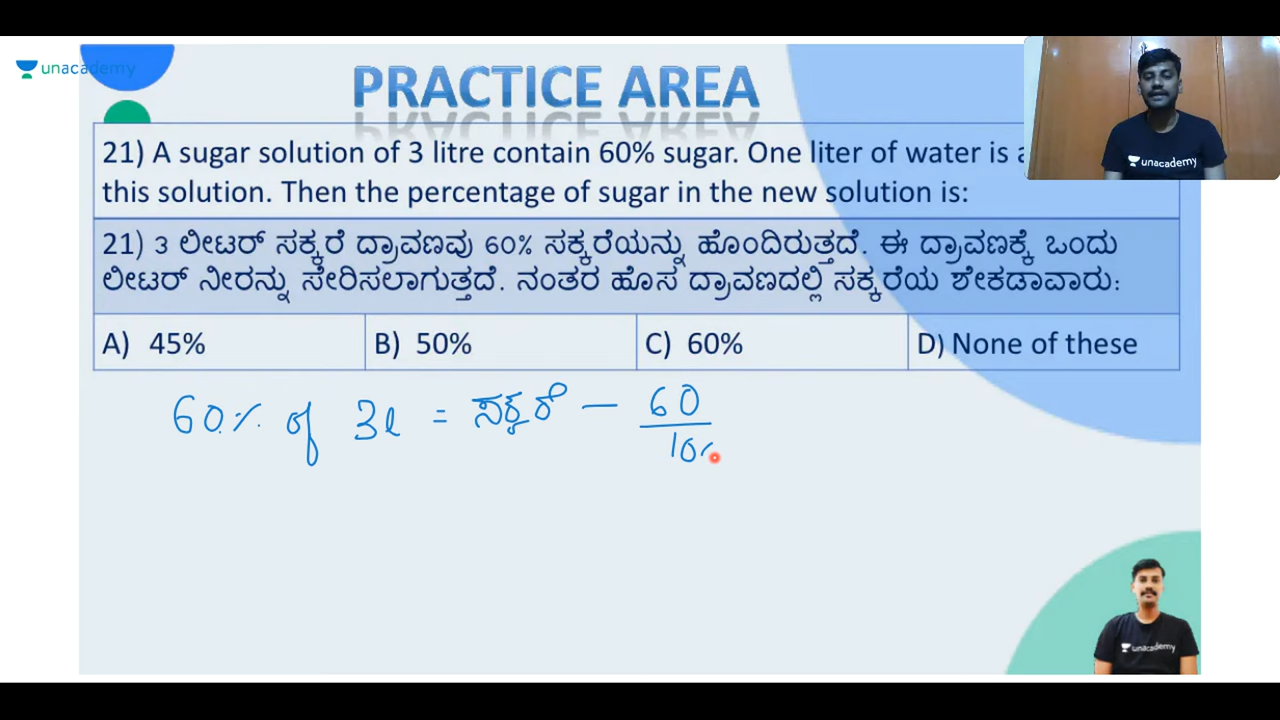 unacademy
PRACTICE AREA
21) A sugar solution of 3 litre contain 60% sugar. One liter of water is
this solution. Then the percentage of sugar in the new solution is:
21) 3 ಲೀಟರ್ ಸಕ್ಕರೆ ದ್ರಾವಣವು 60% ಸಕ್ಕರೆಯನ್ನು ಹೊಂದಿರುತ್ತದೆ. ಈ ದ್ರಾವಣಕ್ಕೆ ಒಂದು
ಲೀಟರ್ ನೀರನ್ನು ಸೇರಿಸಲಾಗುತ್ತದೆ. ನಂತರ ಹೊಸ ದ್ರಾವಣದಲ್ಲಿ ಸಕ್ಕರೆಯ ಶೇಕಡಾವಾರು:
A) 45% B) 50% C) 60% D) None of these
60% of 3l = ಸಕ್ಕರೆ - 60
10
unacademy
unacademy